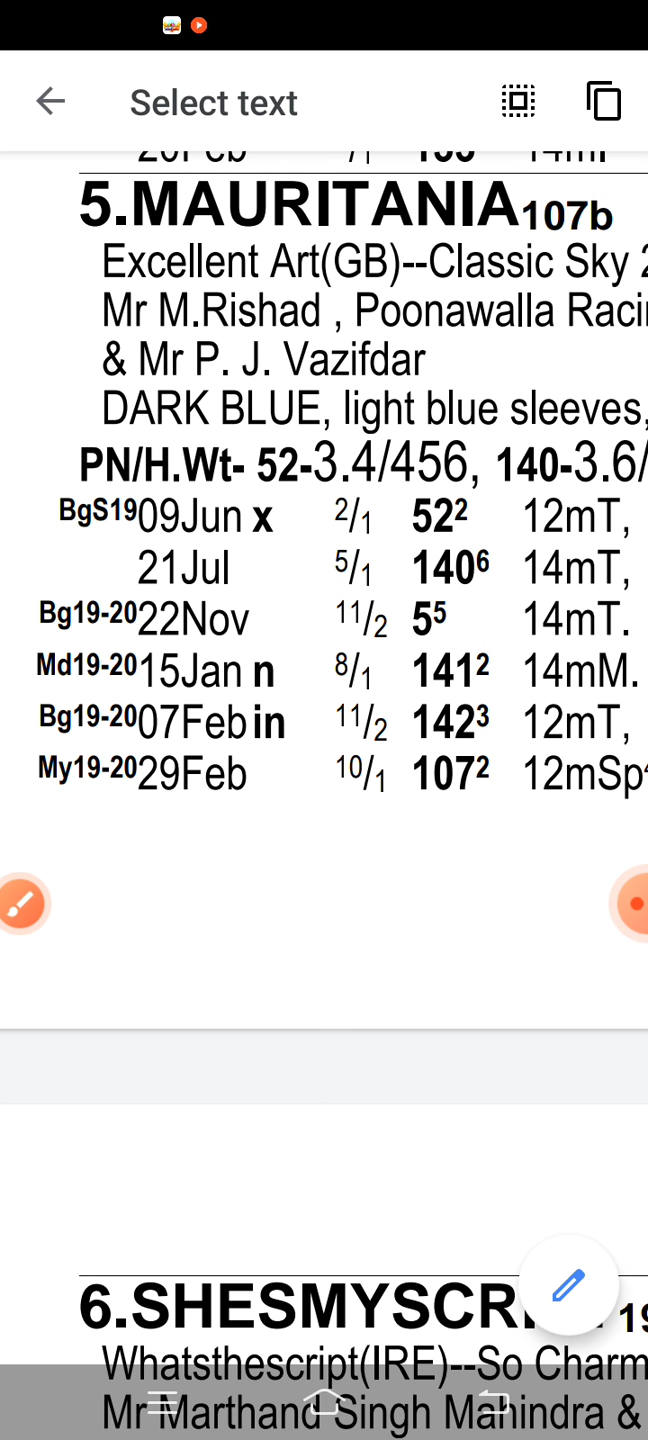 Select text
5.MAURITANIA107b
Excellent Art(GB)--Classic Sky
Mr M.Rishad , Poonawalla Raci
& Mr P. J. Vazifdar
DARK BLUE, light blue sleeves,
PN/H.Wt- 52-3.4/456, 140-3.6/
BgS1909Jun x 2/1 52² 12mT,
21Jul 5/1 140⁶ 14mT,
Bg19-2022Nov 11/2 5⁵ 14mT.
Md19-2015Jan n 8/1 141² 14mM.
Bg19-2007Feb in 11/2 142³ 12mT,
My19-2029Feb 10/1 107² 12mSp
6.SHESMYSCR
Whatsthescript(IRE)--So Charm
Mr Marthand Singh Mahindra &